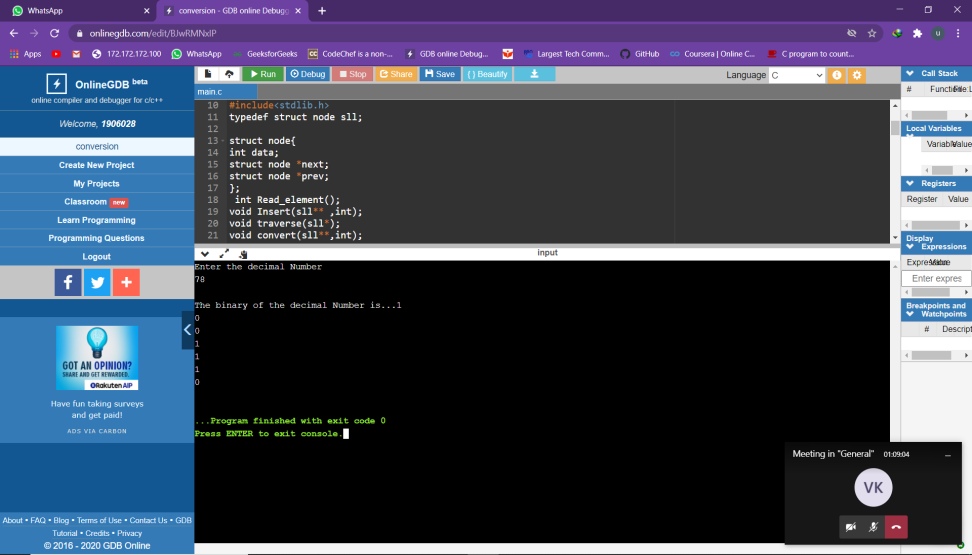 WhatsApp
conversion - GDB online Debugg
onlinegdb.com/edit/BJwRMNxlP
U
Apps
172.172.172.100
WhatsApp
GeeksforGeeks
CodeChef is a non-...
GDB online Debug...
Largest Tech Comm...
GitHub
Coursera | Online C...
C program to count...
OnlineGDB beta
online compiler and debugger for c/c++
Welcome, 1906028
conversion
Create New Project
My Projects
Classroom new
Learn Programming
Programming Questions
Logout
GOT AN OPINION?
SHARE AND GET REWARDED.
Rakuten AIP
Have fun taking surveys
and get paid!
ADS VIA CARBON
About • FAQ • Blog • Terms of Use • Contact Us • GDB
Tutorial • Credits • Privacy
© 2016 - 2020 GDB Online
Run Debug Stop Share Save { } Beautify
Language C
main.c
10 #include<stdlib.h>
11 typedef struct node sll;
12
13 struct node{
14 int data;
15 struct node *next;
16 struct node *prev;
17 };
18 int Read_element();
19 void Insert(sll** ,int);
20 void traverse(sll*);
21 void convert(sll**,int);
input
Enter the decimal Number
78
The binary of the decimal Number is...1
0
0
1
1
1
0
...Program finished with exit code 0
Press ENTER to exit console.
Call Stack
# Function File:L
Local Variables
Variable Value
Registers
Register Value
Display
Expressions
Expression Value
Enter expres
Breakpoints and
Watchpoints
# Descript
Meeting in "General" 01:09:04
VK